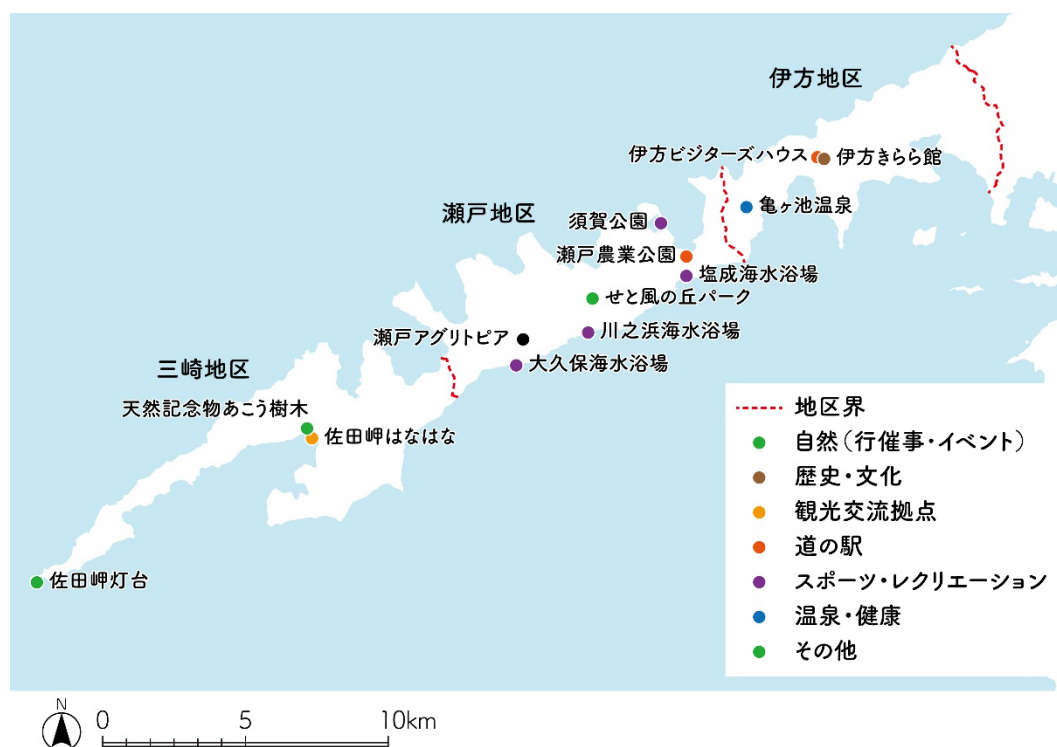 伊方地区
伊方ビジターズハウス
伊方きらら館
亀ヶ池温泉
瀬戸地区
須賀公園
瀬戸農業公園
塩成海水浴場
せと風の丘パーク
川之浜海水浴場
瀬戸アグリトピア
大久保海水浴場
三崎地区
天然記念物あこう樹木
佐田岬はなはな
佐田岬灯台
地区界
自然（行催事・イベント）
歴史・文化
観光交流拠点
道の駅
スポーツ・レクリエーション
温泉・健康
その他
N
0 5 10km